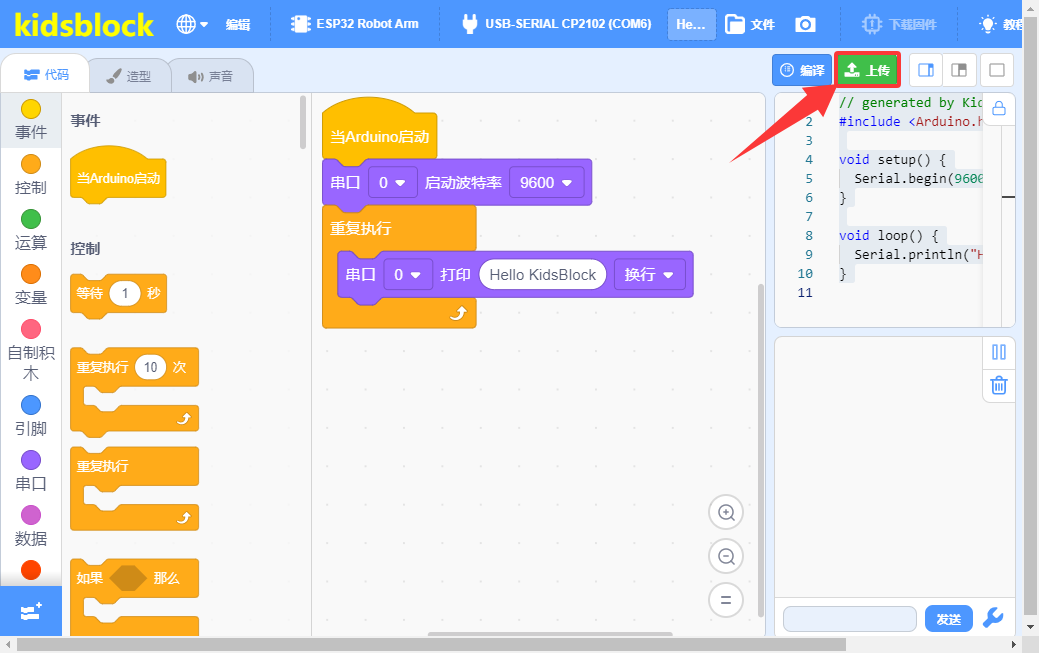 kidsblock 编辑 ESP32 Robot Arm USB-SERIAL CP2102 (COM6) He... 文件 下载固件 教程
代码 造型 声音 编译 上传
事件
控制
运算
变量
自制积
木
引脚
串口
数据
事件
当Arduino启动
控制
等待 1 秒
重复执行 10 次
重复执行
如果 那么
当Arduino启动
串口 0 启动波特率 9600
重复执行
串口 0 打印 Hello KidsBlock 换行
// generated by Kid
2 #include <Arduino.h
3
4 void setup() {
5 Serial.begin(9600
6 }
7
8 void loop() {
9 Serial.println("H
10 }
11
发送